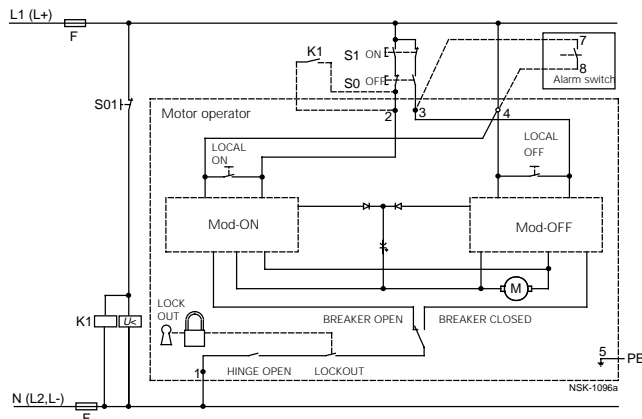 L1 (L+)
F
K1
S1 ON
S0 OFF
7
8
Alarm switch
S01
Motor operator
2
3
4
LOCAL
ON
LOCAL
OFF
Mod-ON
Mod-OFF
M
LOCK
OUT
BREAKER OPEN
BREAKER CLOSED
K1
U<
1
HINGE OPEN
LOCKOUT
5
PE
NSK-1096a
N (L2,L-)
F